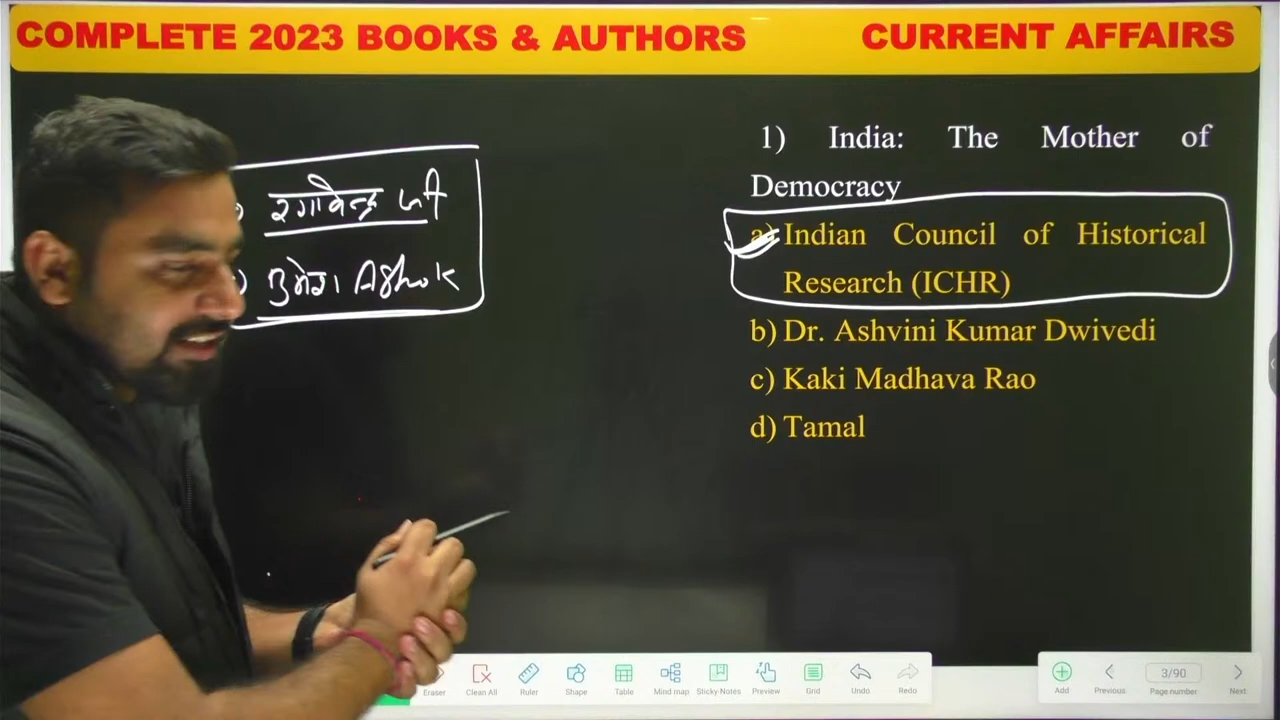 COMPLETE 2023 BOOKS & AUTHORS CURRENT AFFAIRS
1) India: The Mother of
Democracy
a) Indian Council of Historical
Research (ICHR)
b) Dr. Ashvini Kumar Dwivedi
c) Kaki Madhava Rao
d) Tamal
जी
Ashok
Eraser Clean All Ruler Shape Table Mind map Sticky Notes Preview Grid Undo Redo
Add Previous 3/90 Page number Next